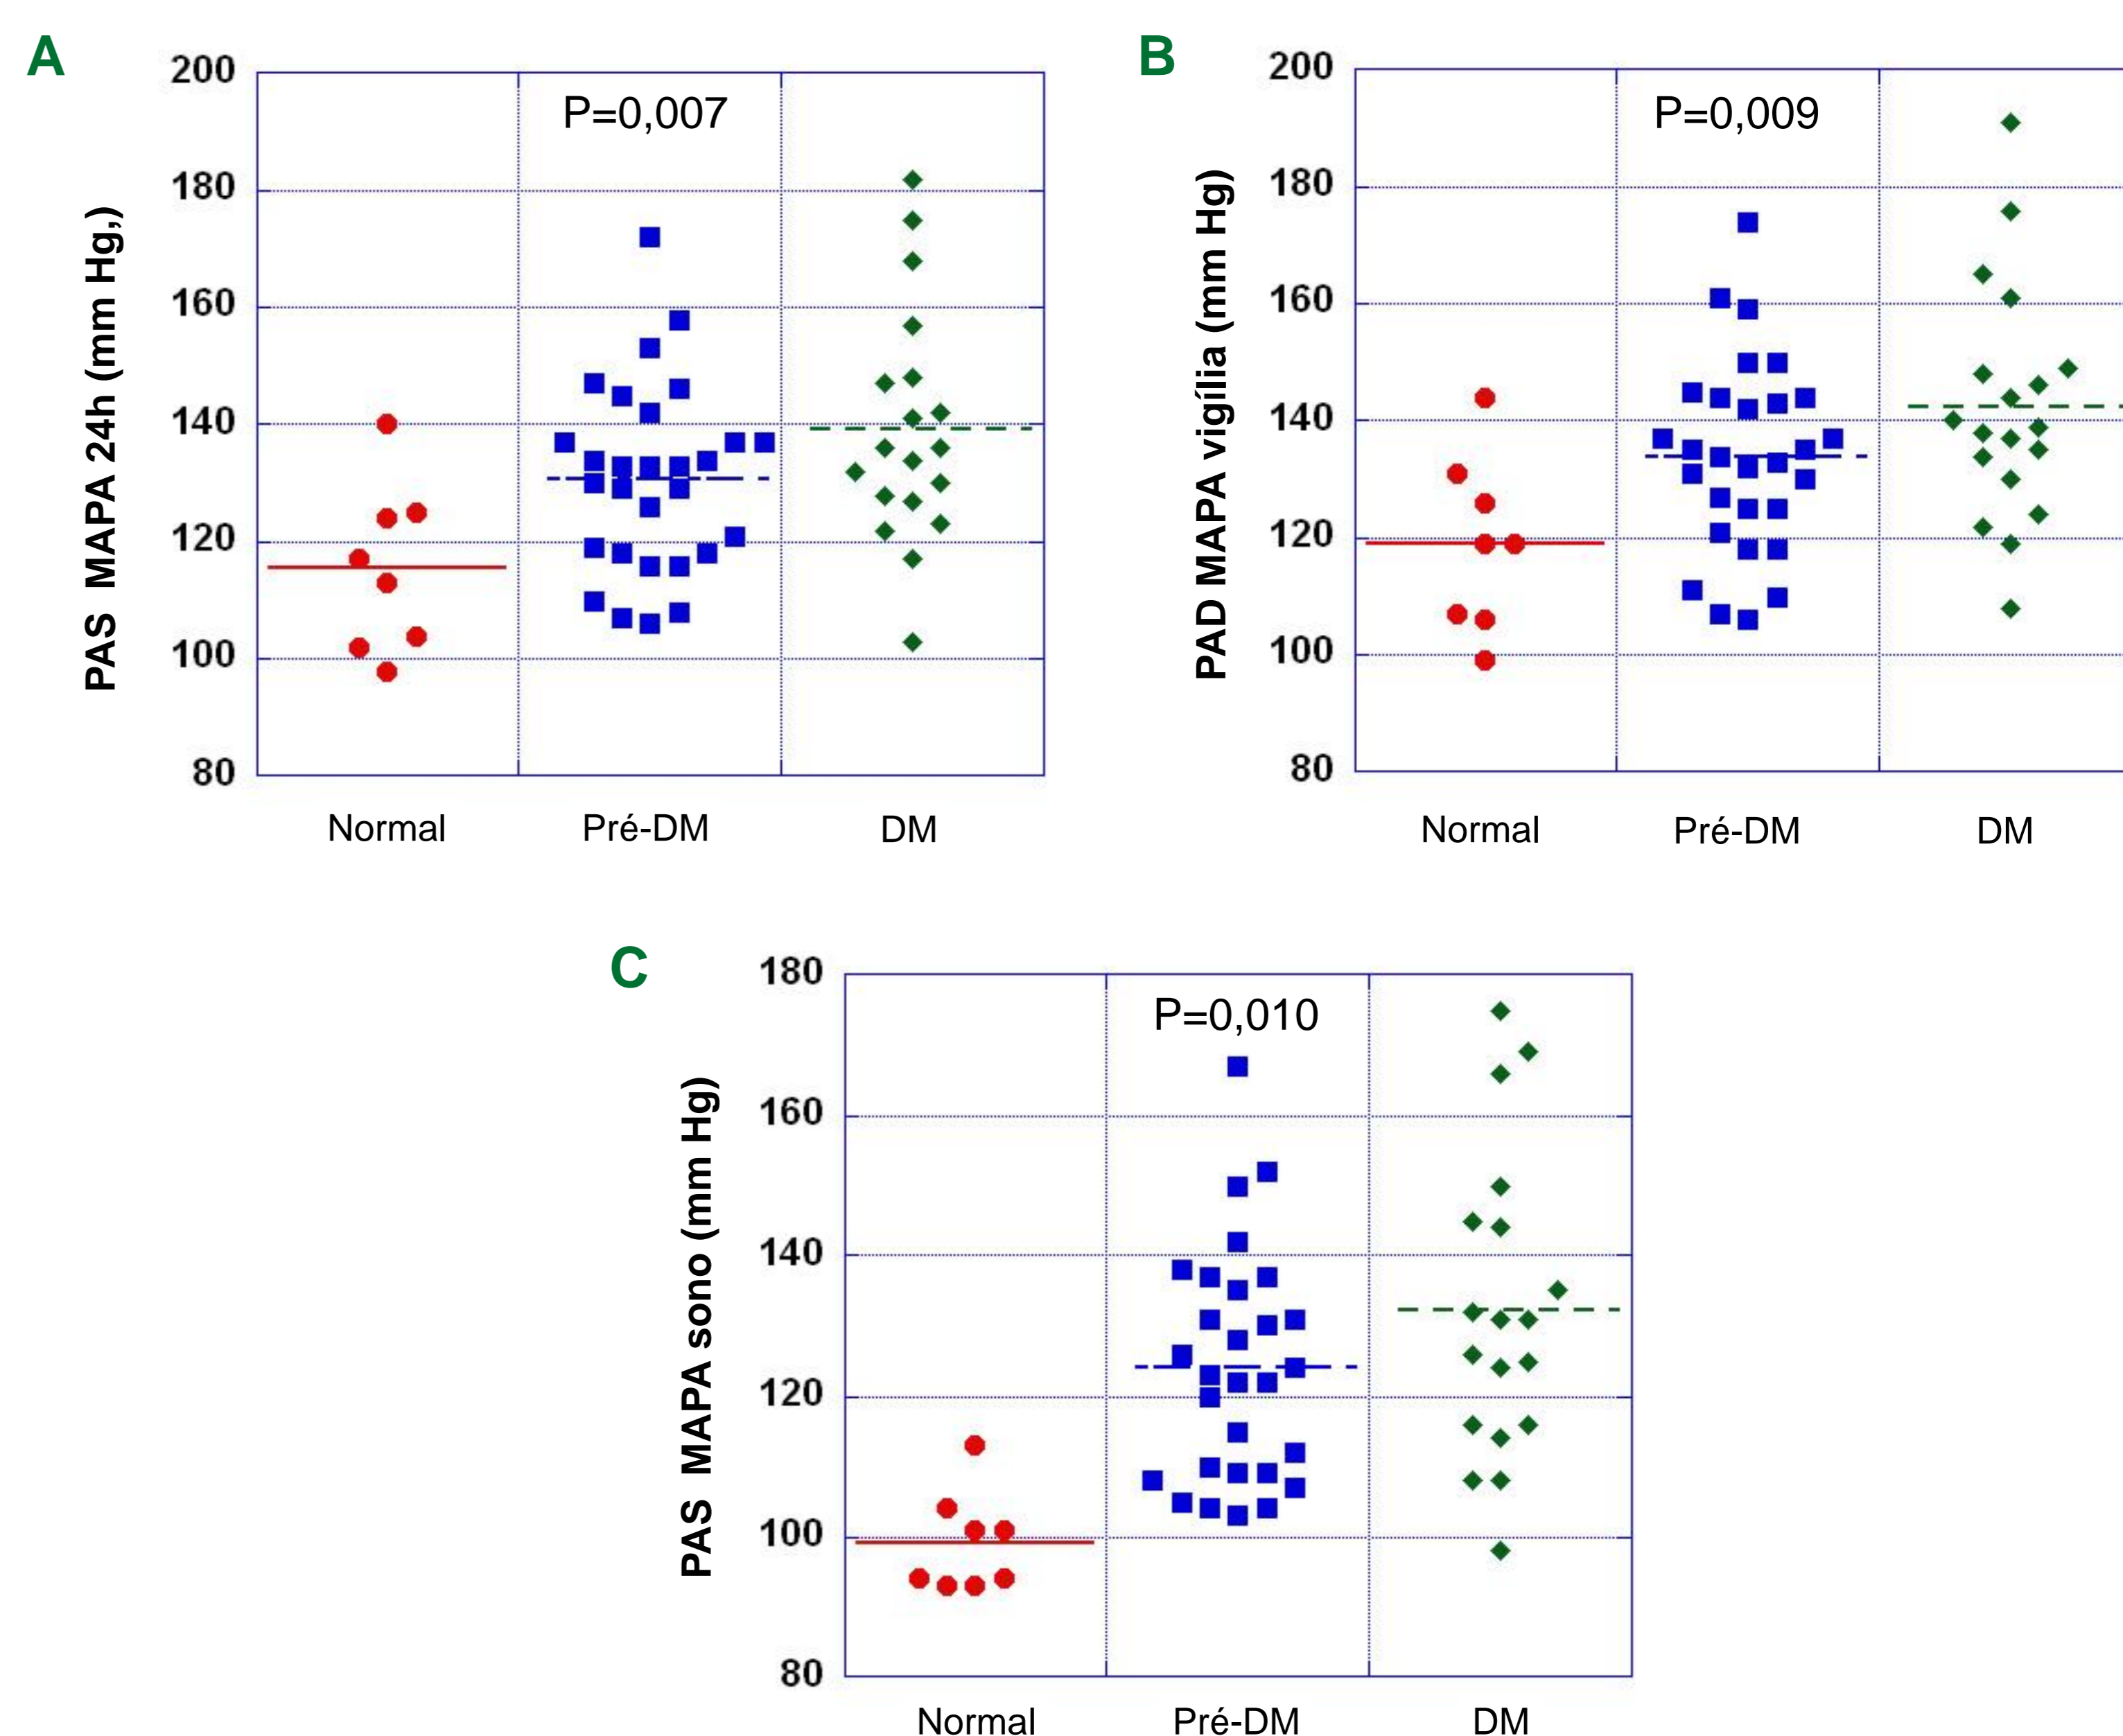 A
PAS MAPA 24h (mm Hg,)
200
180
160
140
120
100
80
P=0,007
Normal Pré-DM DM
B
PAD MAPA vigília (mm Hg)
200
180
160
140
120
100
80
P=0,009
Normal Pré-DM DM
C
PAS MAPA sono (mm Hg)
180
160
140
120
100
80
P=0,010
Normal Pré-DM DM